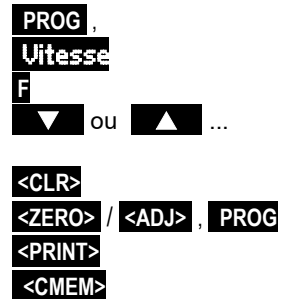 PROG ,
Vitesse
F
▼ ou ▲ ...
<CLR>
<ZERO> / <ADJ> , PROG
<PRINT>
<CMEM>